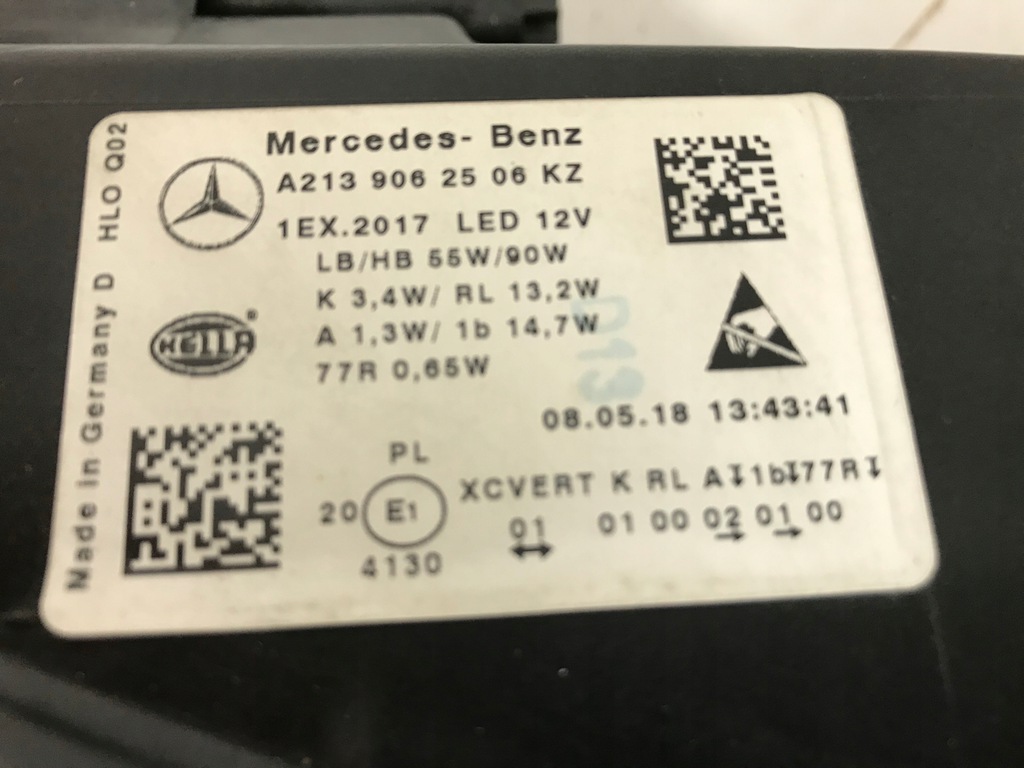 Mercedes- Benz
A213 906 25 06 KZ
1EX.2017 LED 12V
LB/HB 55W/90W
K 3,4W/ RL 13,2W
A 1,3W/ 1b 14,7W
77R 0,65W
HELLA®
Made in Germany D HLO Q02
013
08.05.18 13:43:41
PL
20 E1
4130
XCVERT K RL A↧1b↧77R↧
01 01 00 02 01 00